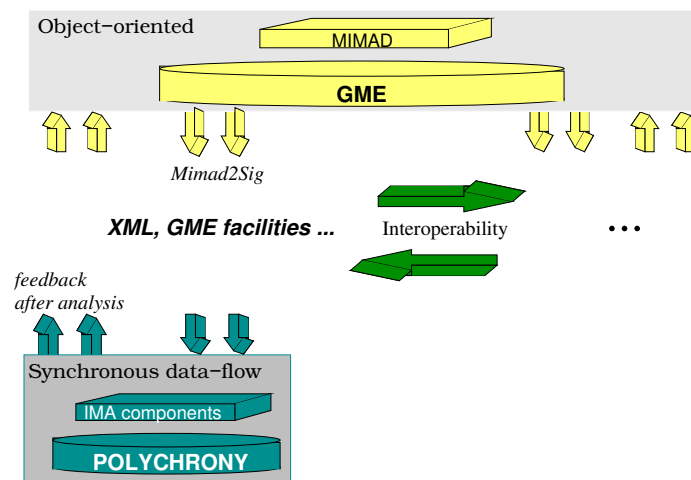 Object−oriented
MIMAD
GME
Mimad2Sig
XML, GME facilities ...
Interoperability
...
feedback
after analysis
Synchronous data−flow
IMA components
POLYCHRONY